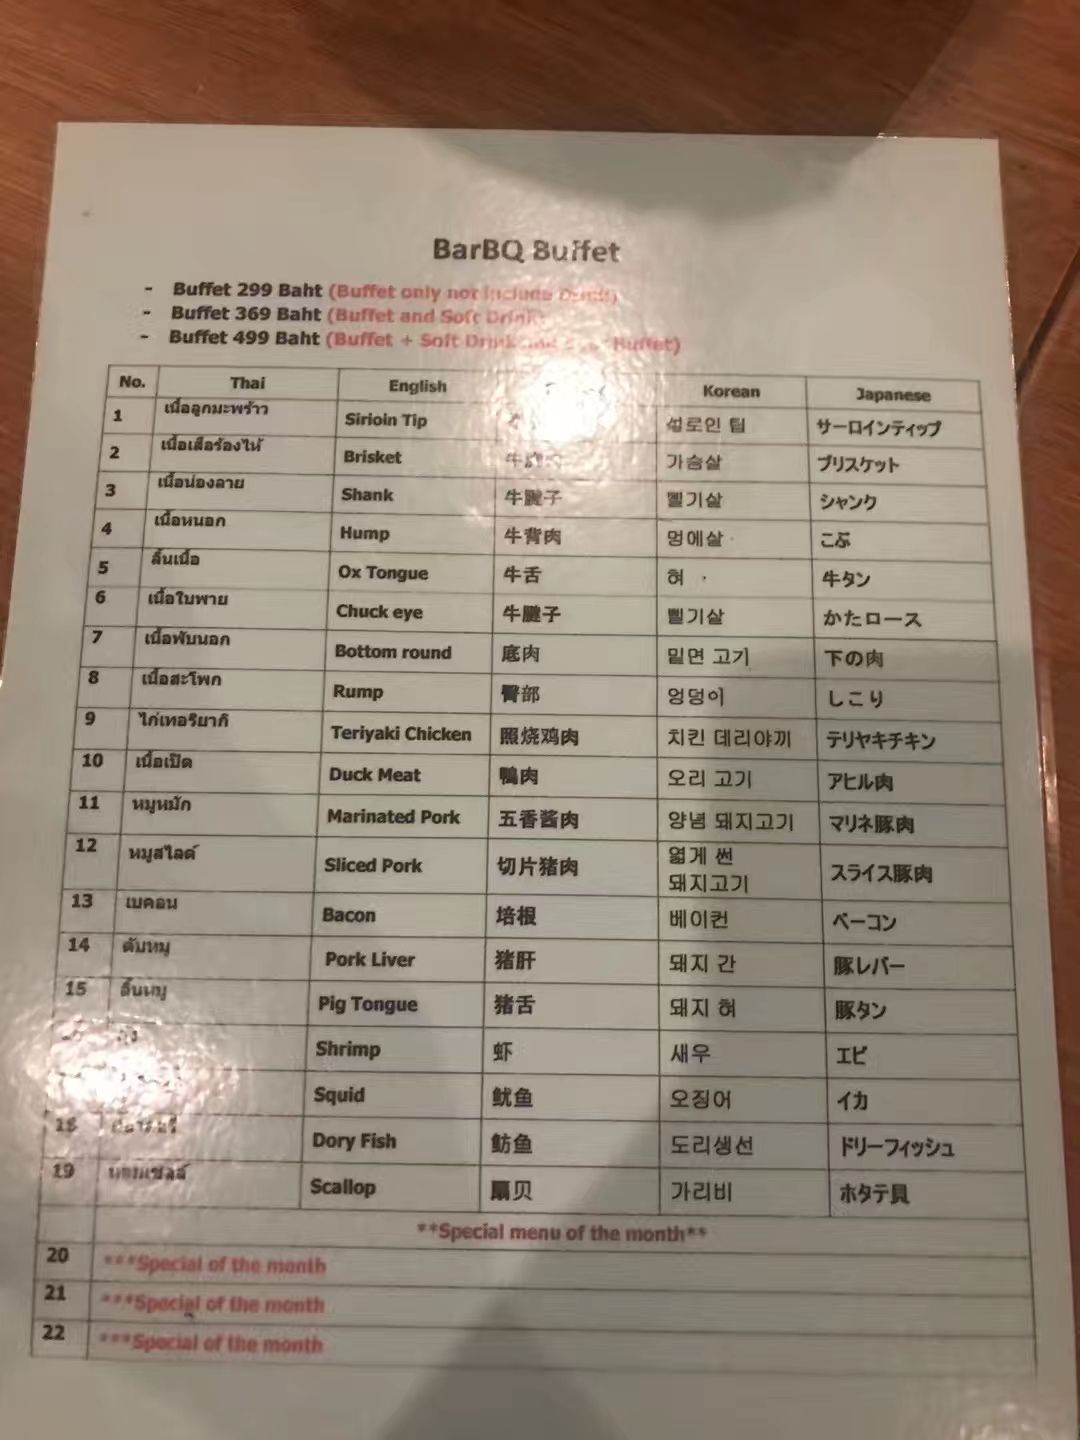 BarBQ Buffet
- Buffet 299 Baht (Buffet only not include Drink)
- Buffet 369 Baht (Buffet and Soft Drink
- Buffet 499 Baht (Buffet + Soft Drink Buffet)
No. Thai English Korean Japanese
1 เนื้อลูกมะพร้าว Sirioin Tip 설로인 팁 サーロインティップ
2 เนื้อเสือร้องไห้ Brisket 牛 가슴살 ブリスケット
3 เนื้อน่องลาย Shank 牛腱子 삘기살 シャンク
4 เนื้อหนอก Hump 牛背肉 멍에살 こぶ
5 ลิ้นเนื้อ Ox Tongue 牛舌 혀 牛タン
6 เนื้อใบพาย Chuck eye 牛腱子 삘기살 かたロース
7 เนื้อพับนอก Bottom round 底肉 밑면 고기 下の肉
8 เนื้อสะโพก Rump 臀部 엉덩이 しこり
9 ไก่เทอริยากิ Teriyaki Chicken 照烧鸡肉 치킨 데리야끼 テリヤキチキン
10 เนื้อเป็ด Duck Meat 鴨肉 오리 고기 アヒル肉
11 หมูหมัก Marinated Pork 五香酱肉 양념 돼지고기 マリネ豚肉
12 หมูสไลด์ Sliced Pork 切片猪肉 엷게 썬 돼지고기 スライス豚肉
13 เบคอน Bacon 培根 베이컨 ベーコン
14 ตับหมู Pork Liver 猪肝 돼지 간 豚レバー
15 ลิ้นหมู Pig Tongue 猪舌 돼지 혀 豚タン
Shrimp 虾 새우 エビ
Squid 鱿鱼 오징어 イカ
18 Dory Fish 鲂鱼 도리생선 ドリーフィッシュ
19 หอยเชลล์ Scallop 扇贝 가리비 ホタテ貝
**Special menu of the month**
20 ***Special of the month
21 ***Special of the month
22 ***Special of the month